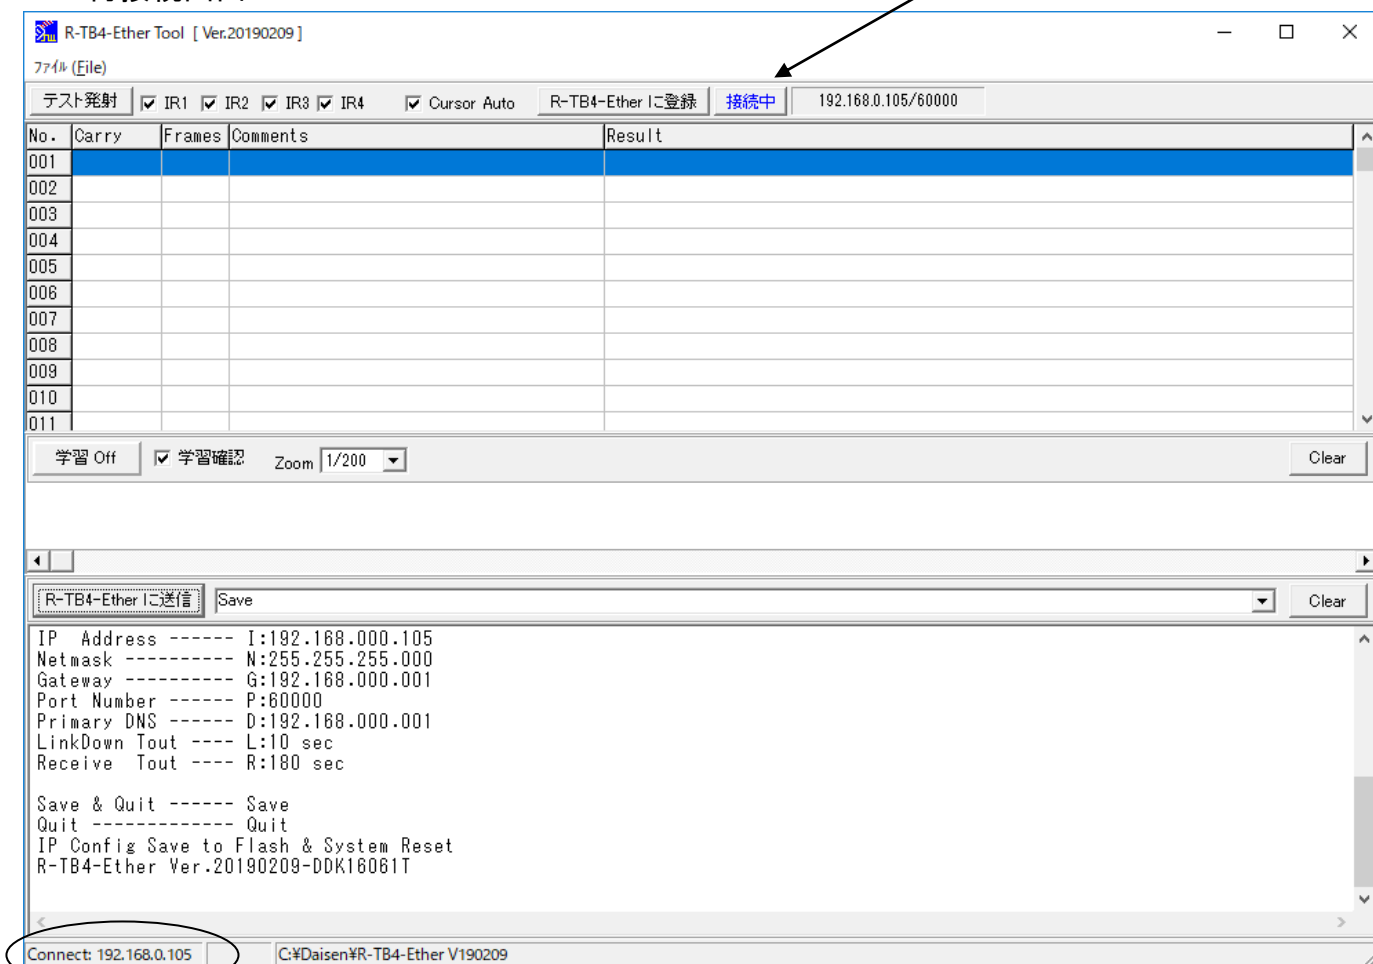 R-TB4-Ether Tool [ Ver.20190209 ]
ﾌｧｲﾙ (File)
テスト発射 IR1 IR2 IR3 IR4 Cursor Auto R-TB4-Ether に登録 接続中 192.168.0.105/60000
No. Carry Frames Comments Result
001
002
003
004
005
006
007
008
009
010
011
学習 Off 学習確認 Zoom 1/200 Clear
R-TB4-Ether に送信 Save Clear
IP  Address ------ I:192.168.000.105
Netmask ---------- N:255.255.255.000
Gateway ---------- G:192.168.000.001
Port Number ------ P:60000
Primary DNS ------ D:192.168.000.001
LinkDown Tout ---- L:10 sec
Receive  Tout ---- R:180 sec
Save & Quit ------ Save
Quit ------------- Quit
IP Config Save to Flash & System Reset
R-TB4-Ether Ver.20190209-DDK16061T
Connect: 192.168.0.105 C:¥Daisen¥R-TB4-Ether V190209